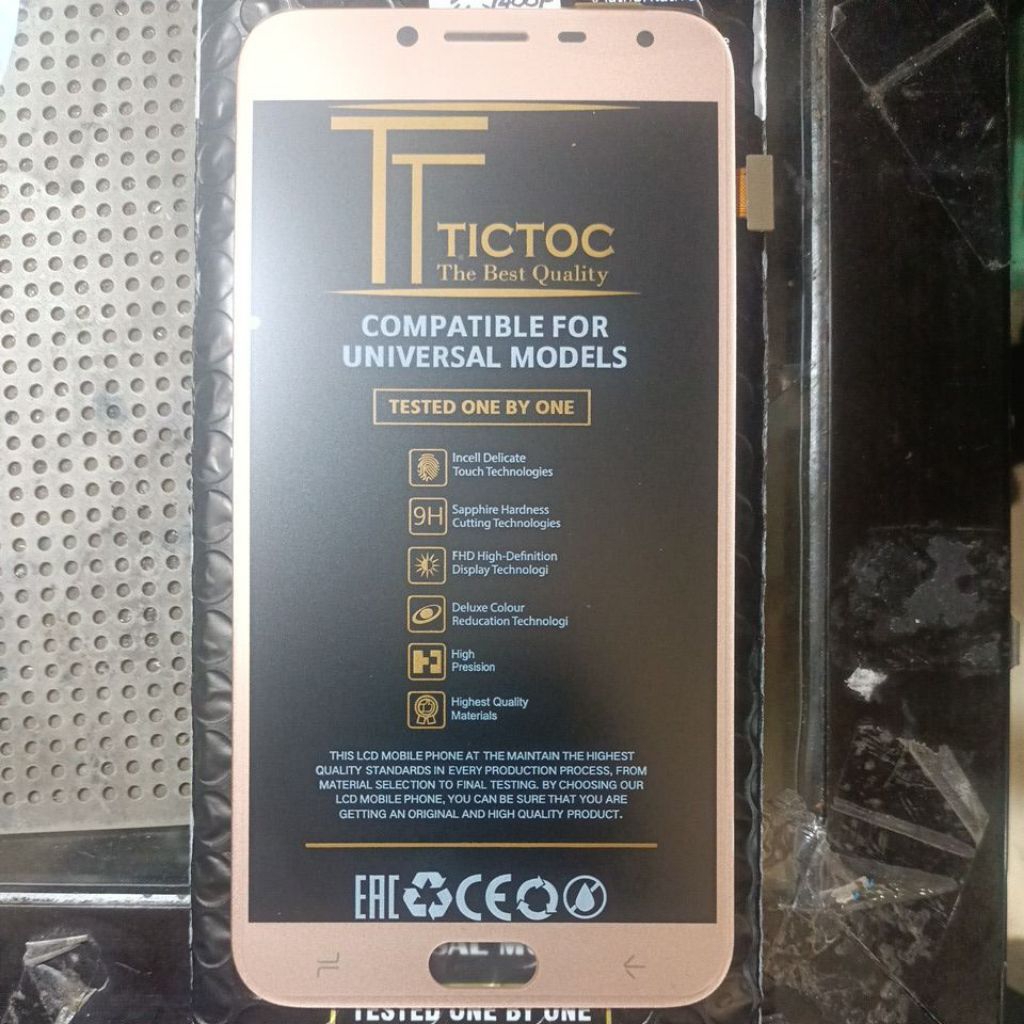 TT
TICTOC
The Best Quality
COMPATIBLE FOR
UNIVERSAL MODELS
TESTED ONE BY ONE
Incell Delicate
Touch Technologies
9H
Sapphire Hardness
Cutting Technologies
FHD High-Definition
Display Technologi
Deluxe Colour
Reducation Technologi
High
Presision
Highest Quality
Materials
THIS LCD MOBILE PHONE AT THE MAINTAIN THE HIGHEST
QUALITY STANDARDS IN EVERY PRODUCTION PROCESS, FROM
MATERIAL SELECTION TO FINAL TESTING. BY CHOOSING OUR
LCD MOBILE PHONE, YOU CAN BE SURE THAT YOU ARE
GETTING AN ORIGINAL AND HIGH QUALITY PRODUCT.
EAC CE
TESTED ONE BY ONE